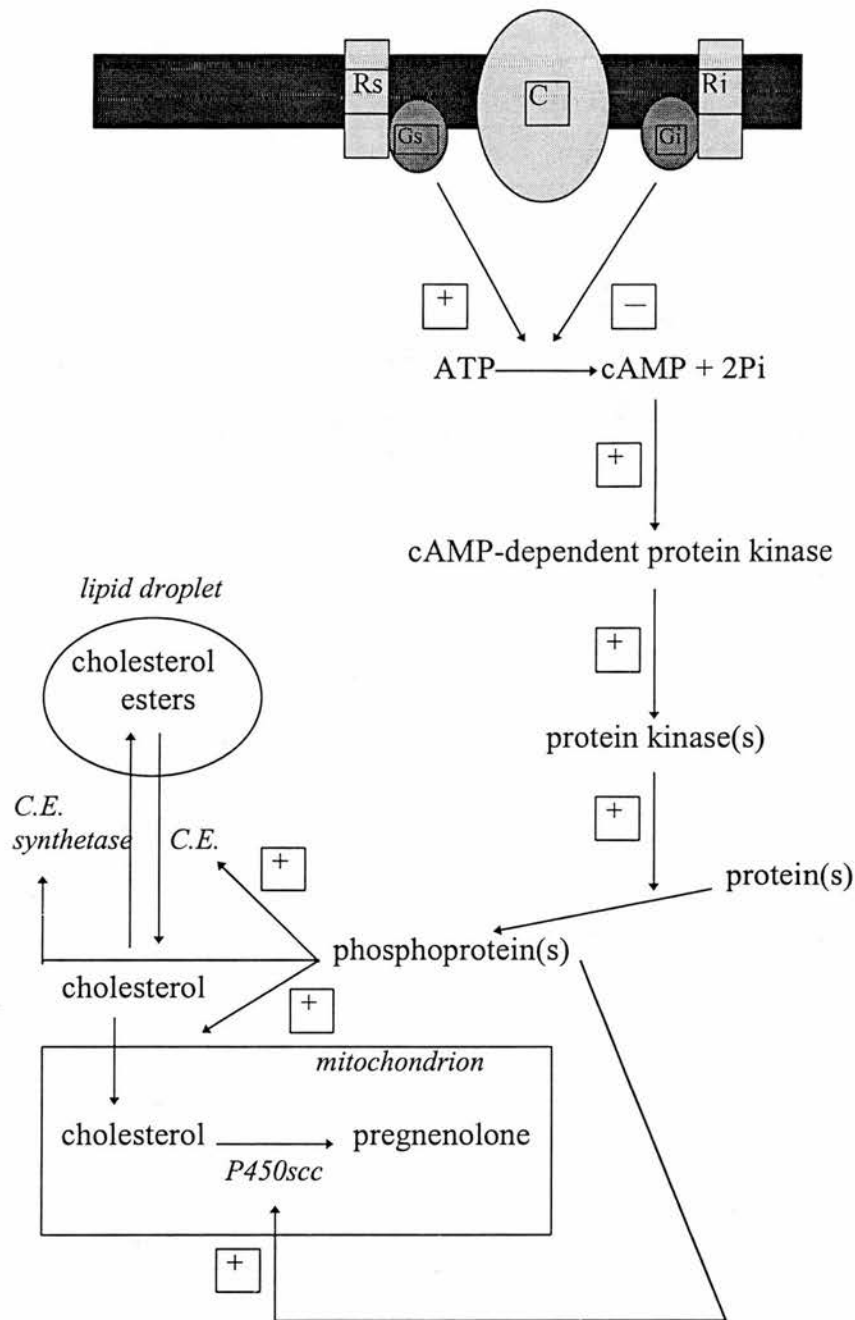 Rs
C
Ri
Gs
Gi
+
—
ATP
cAMP + 2Pi
+
cAMP-dependent protein kinase
+
protein kinase(s)
+
protein(s)
lipid droplet
cholesterol
esters
C.E.
synthetase
C.E.
+
phosphoprotein(s)
cholesterol
+
mitochondrion
cholesterol
pregnenolone
P450scc
+